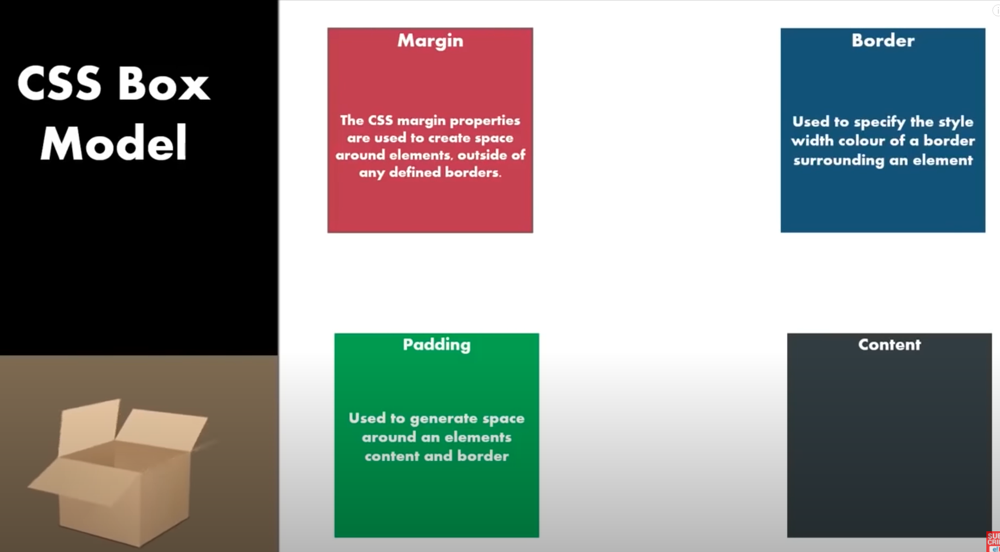 CSS Box
Model
Margin
The CSS margin properties
are used to create space
around elements, outside of
any defined borders.
Border
Used to specify the style
width colour of a border
surrounding an element
Padding
Used to generate space
around an elements
content and border
Content